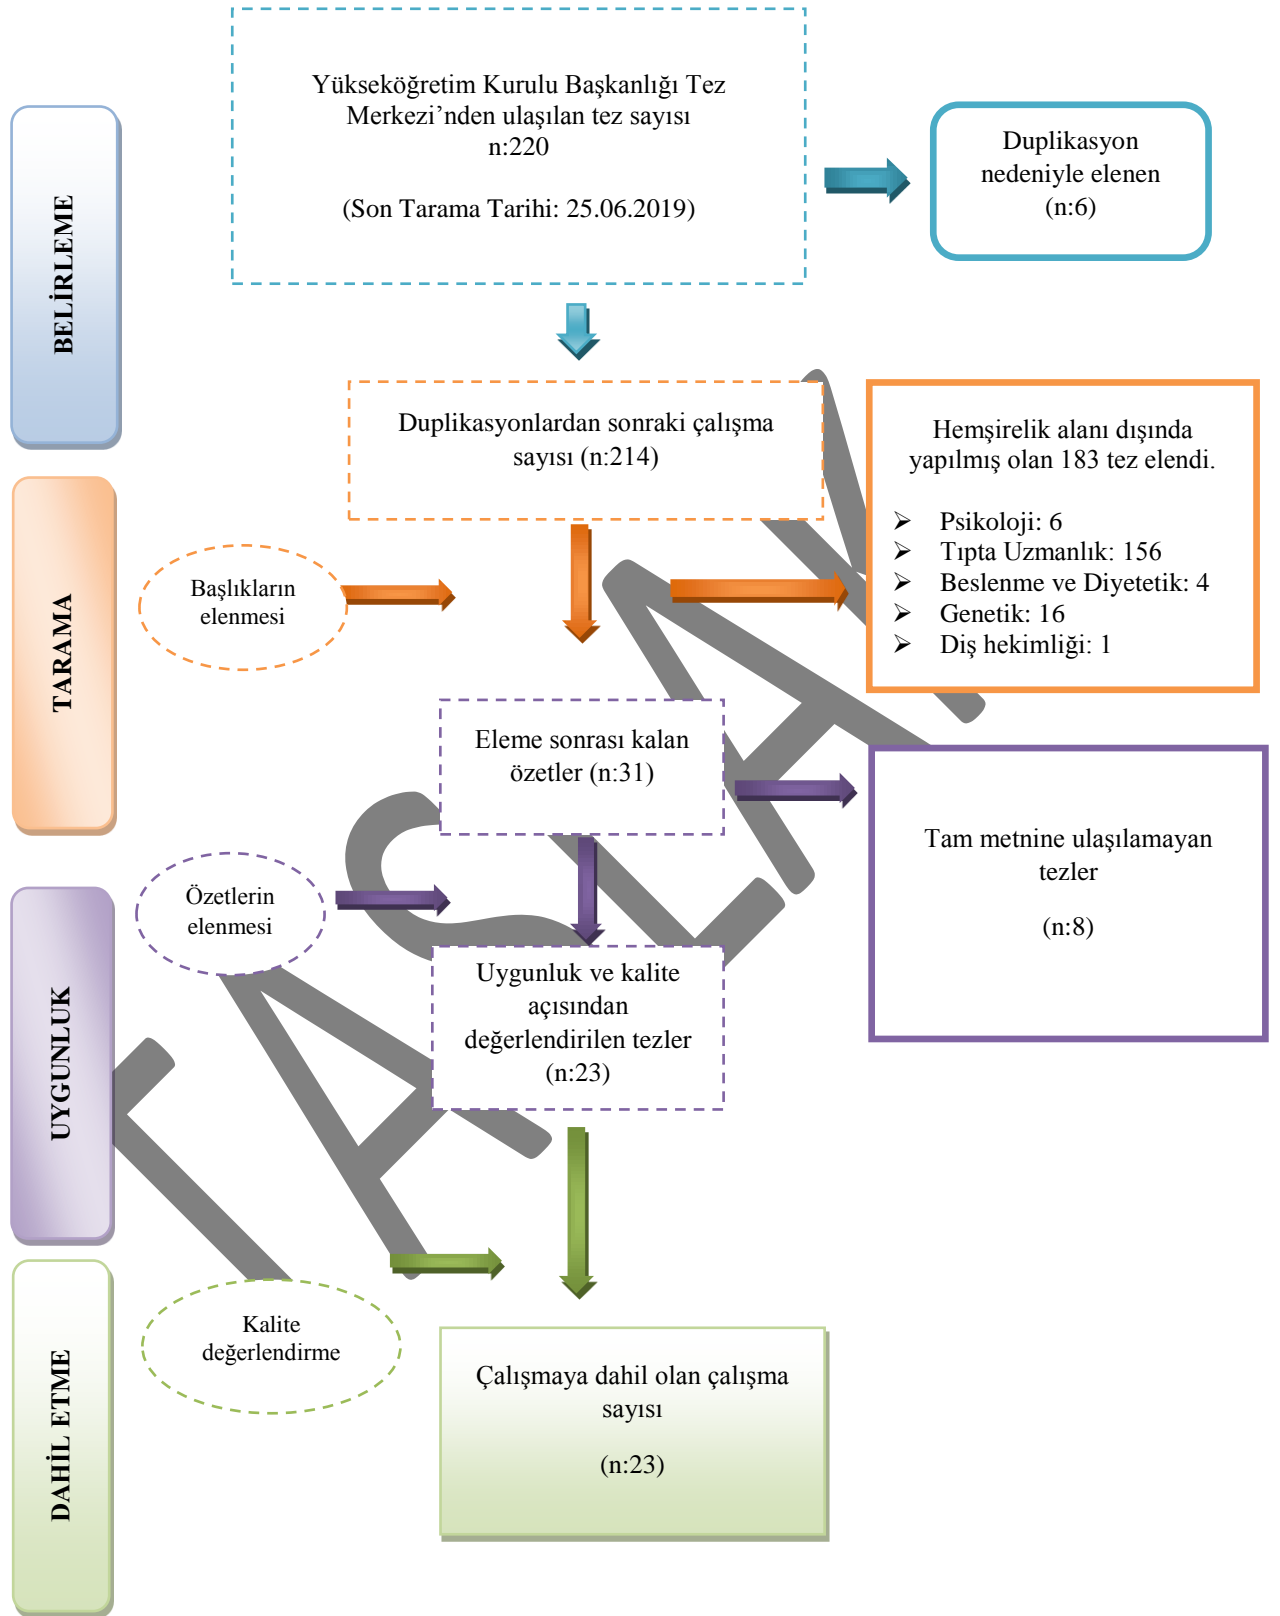 Yükseköğretim Kurulu Başkanlığı Tez
Merkezi’nden ulaşılan tez sayısı
n:220
(Son Tarama Tarihi: 25.06.2019)
Duplikasyon
nedeniyle elenen
(n:6)
BELİRLEME
Duplikasyonlardan sonraki çalışma
sayısı (n:214)
Hemşirelik alanı dışında
yapılmış olan 183 tez elendi.
➢ Psikoloji: 6
➢ Tıpta Uzmanlık: 156
➢ Beslenme ve Diyetetik: 4
➢ Genetik: 16
➢ Diş hekimliği: 1
TARAMA
Başlıkların
elenmesi
Eleme sonrası kalan
özetler (n:31)
Tam metnine ulaşılamayan
tezler
(n:8)
Özetlerin
elenmesi
UYGUNLUK
Uygunluk ve kalite
açısından
değerlendirilen tezler
(n:23)
Kalite
değerlendirme
DAHİL ETME
Çalışmaya dahil olan çalışma
sayısı
(n:23)